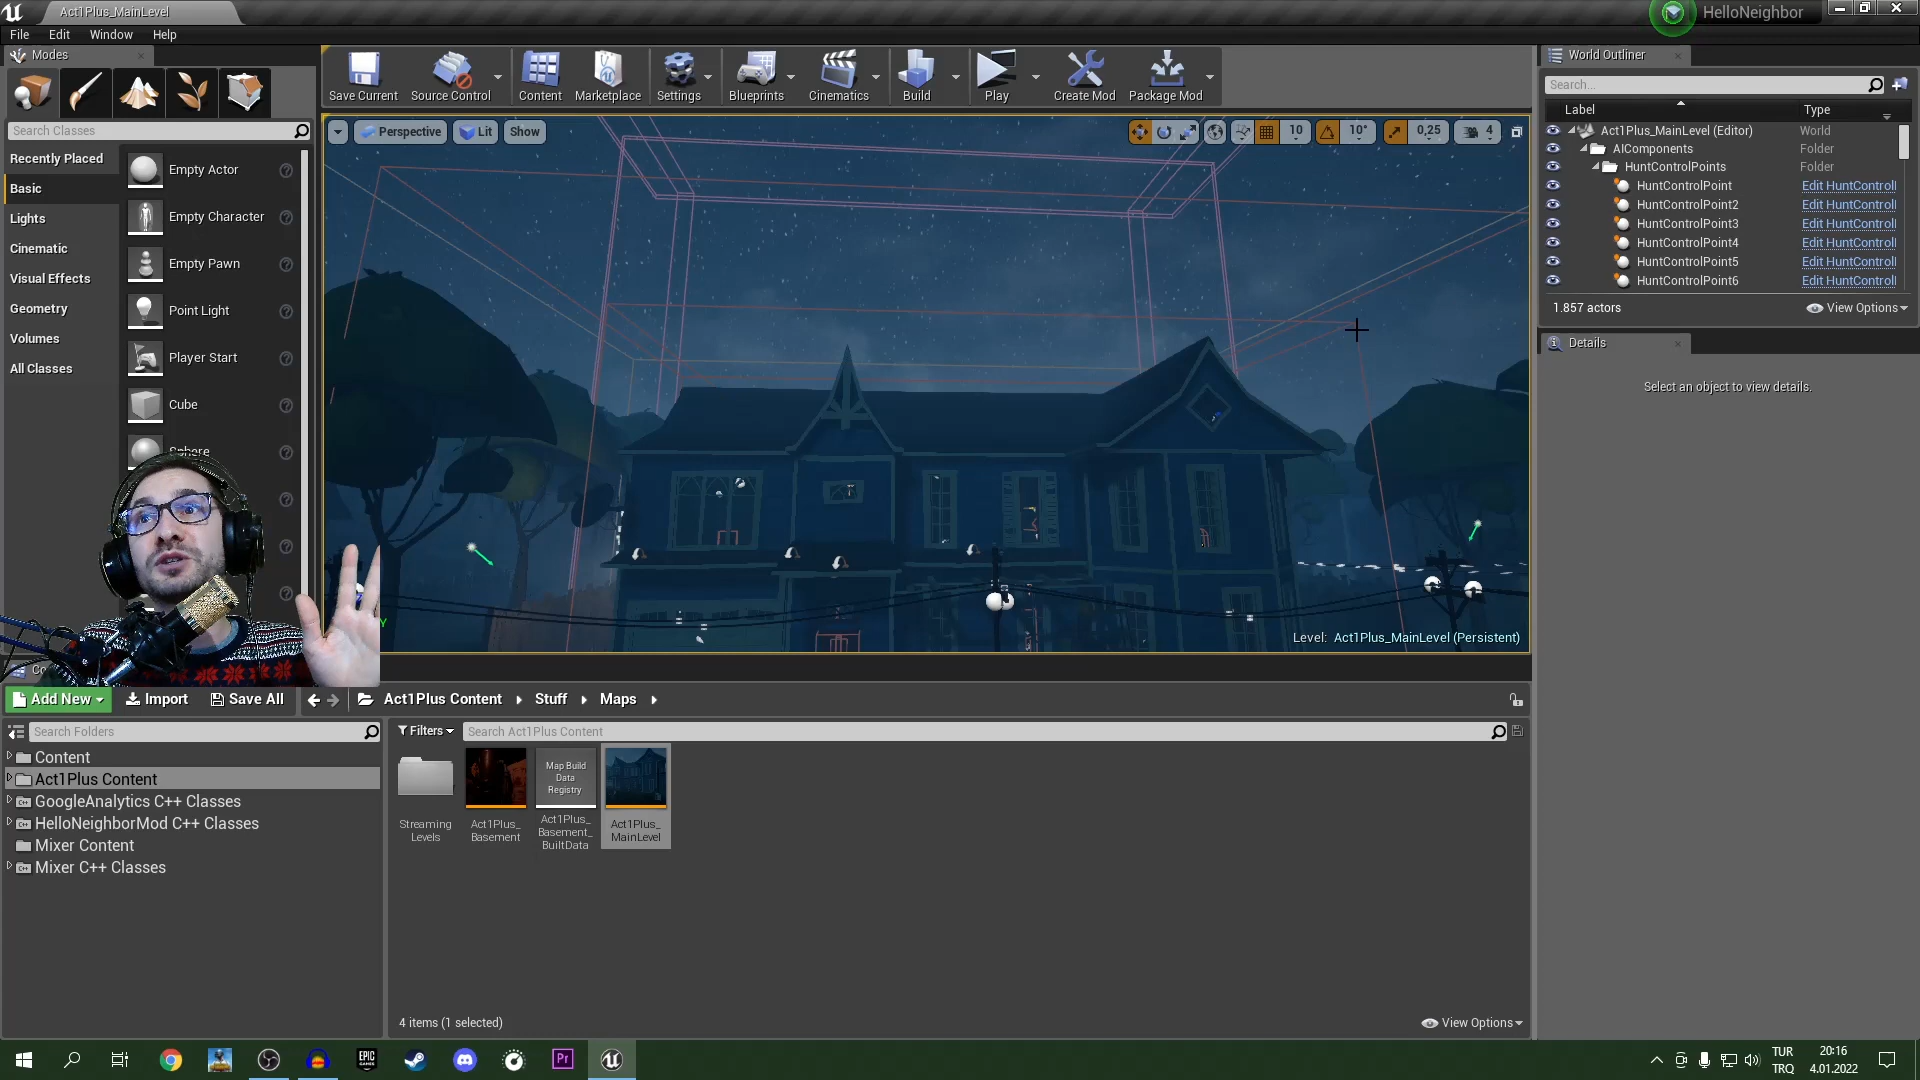 Act1Plus_MainLevel
HelloNeighbor
File Edit Window Help
Modes
World Outliner
Save Current Source Control Content Marketplace Settings Blueprints Cinematics Build Play Create Mod Package Mod
Search...
Search Classes
Perspective Lit Show
10 10° 0,25 4
Label Type
Recently Placed
Basic
Lights
Cinematic
Visual Effects
Geometry
Volumes
All Classes
Empty Actor
Empty Character
Empty Pawn
Point Light
Player Start
Cube
Sphere
Act1Plus_MainLevel (Editor) World
AIComponents Folder
HuntControlPoints Folder
HuntControlPoint Edit HuntControll
HuntControlPoint2 Edit HuntControll
HuntControlPoint3 Edit HuntControll
HuntControlPoint4 Edit HuntControll
HuntControlPoint5 Edit HuntControll
HuntControlPoint6 Edit HuntControll
1.857 actors View Options
Details
Select an object to view details.
Y
Level: Act1Plus_MainLevel (Persistent)
Add New Import Save All Act1Plus Content Stuff Maps
Search Folders
Filters Search Act1Plus Content
Content
Act1Plus Content
GoogleAnalytics C++ Classes
HelloNeighborMod C++ Classes
Mixer Content
Mixer C++ Classes
Map Build
Data
Registry
Streaming
Levels
Act1Plus_
Basement
Act1Plus_
Basement_
BuiltData
Act1Plus_
MainLevel
4 items (1 selected)
View Options
EPIC
GAMES
Pr
TUR
TRQ
20:16
4.01.2022